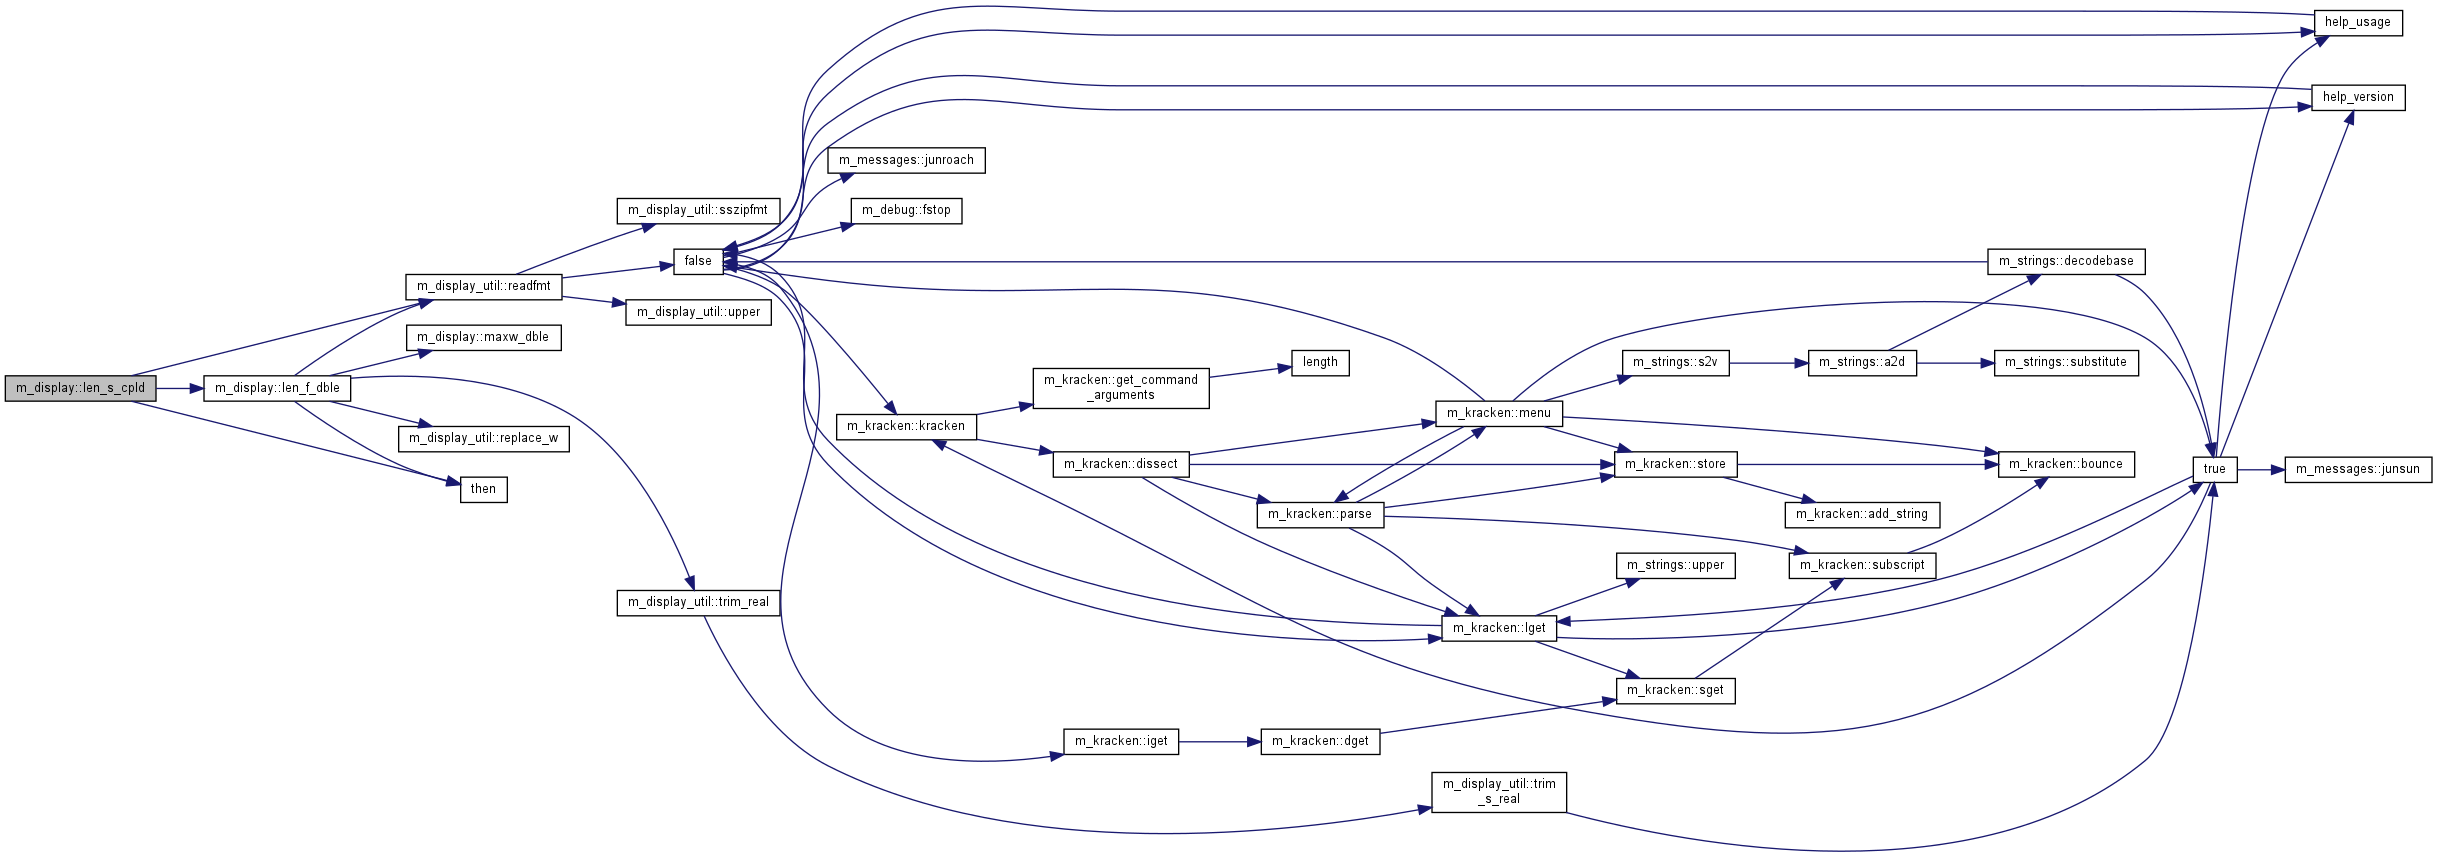 help_usage
help_version
m_messages::junroach
m_display_util::sszipfmt
m_debug::fstop
false
m_strings::decodebase
m_display_util::readfmt
m_display_util::upper
m_display::maxw_dble
m_strings::s2v
m_strings::a2d
m_strings::substitute
length
m_kracken::get_command
_arguments
m_display::len_s_cpld
m_display::len_f_dble
m_kracken::menu
m_kracken::kracken
m_display_util::replace_w
m_kracken::dissect
m_kracken::store
m_kracken::bounce
true
m_messages::junsun
then
m_kracken::parse
m_kracken::add_string
m_strings::upper
m_kracken::subscript
m_display_util::trim_real
m_kracken::lget
m_kracken::sget
m_kracken::iget
m_kracken::dget
m_display_util::trim
_s_real